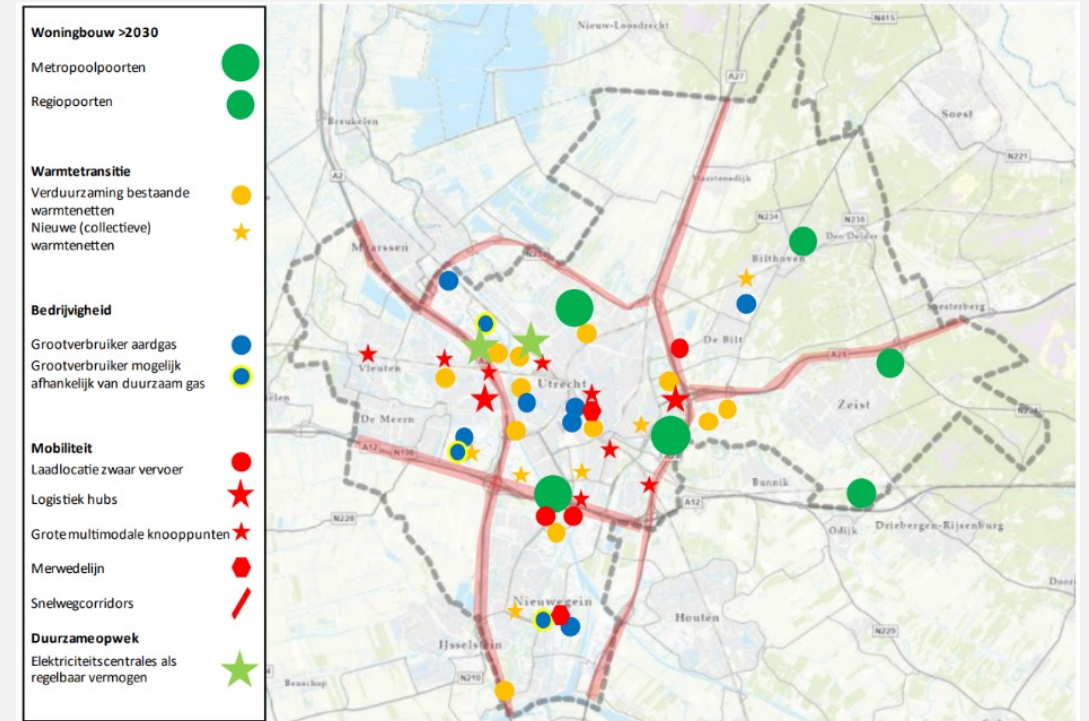 Woningbouw >2030
Metropoolpoorten
Regiopoorten
Warmtetransitie
Verduurzaming bestaande
warmtenetten
Nieuwe (collectieve)
warmtenetten
Bedrijvigheid
Grootverbruiker aardgas
Grootverbruiker mogelijk
afhankelijk van duurzaam gas
Mobiliteit
Laadlocatie zwaar vervoer
Logistiek hubs
Grote multimodale knooppunten
Merwedelijn
Snelwegcorridors
Duurzameopwek
Elektriciteitscentrales als
regelbaar vermogen
Nieuw-Loosdrecht
N415
A27
Breukelen
Soest
N221
A2
Maartensdijk
N234
N238
Den Dolder
Maarssen
Bilthoven
Soesterberg
De Bilt
A28
Vleuten
Utrecht
Zeist
De Meern
A12
N198
Bunnik
A12
Odijk
Driebergen-Rijsenburg
N228
Nieuwegein
Houten
N229
IJsselstein
N210
Benschop